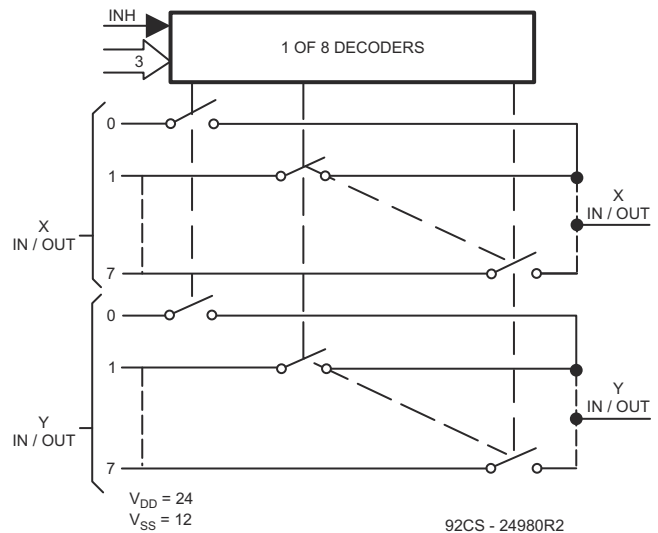 INH
3
1 OF 8 DECODERS
0
1
X
IN / OUT
7
X
IN / OUT
0
1
Y
IN / OUT
7
Y
IN / OUT
V_DD = 24
V_SS = 12
92CS - 24980R2